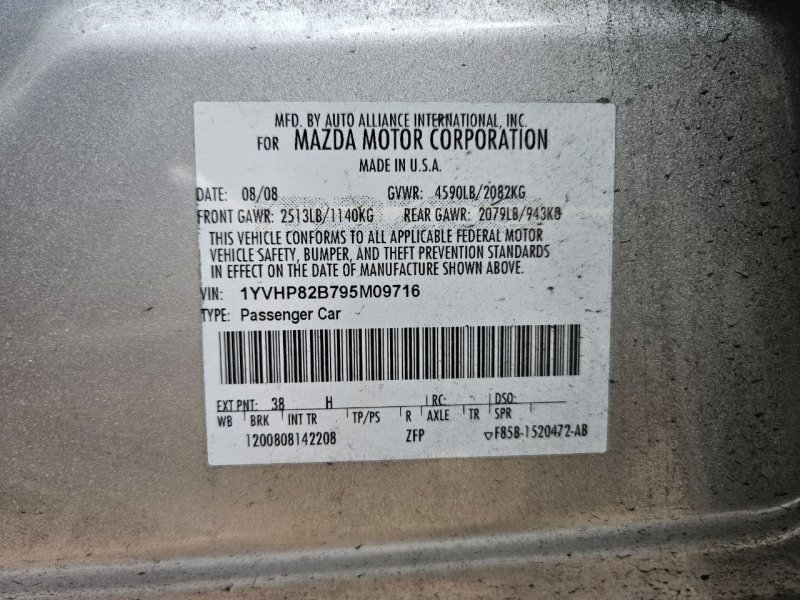 MFD. BY AUTO ALLIANCE INTERNATIONAL, INC.
FOR MAZDA MOTOR CORPORATION
MADE IN U.S.A.
DATE: 08/08 GVWR: 4590LB/2082KG
FRONT GAWR: 2513LB/1140KG REAR GAWR: 2079LB/943KG
THIS VEHICLE CONFORMS TO ALL APPLICABLE FEDERAL MOTOR
VEHICLE SAFETY, BUMPER, AND THEFT PREVENTION STANDARDS
IN EFFECT ON THE DATE OF MANUFACTURE SHOWN ABOVE.
VIN: 1YVHP82B795M09716
TYPE: Passenger Car
EXT PNT: 38 H RC: DSO:
WB BRK INT TR TP/PS R AXLE TR SPR
1200808142208 ZFP F85B-1520472-AB